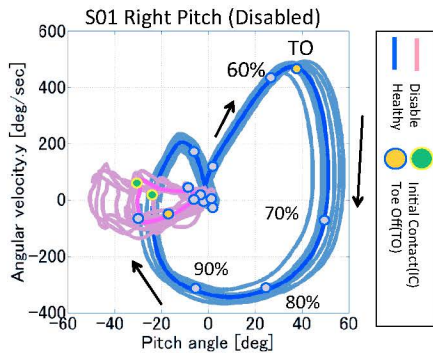 S01 Right Pitch (Disabled)
600
400
200
0
-200
-400
-60
-40
-20
0
20
40
60
Angular velocity.y [deg/sec]
Pitch angle [deg]
TO
60%
70%
80%
90%
Disable
Healthy
Initial Contact(IC)
Toe Off(TO)